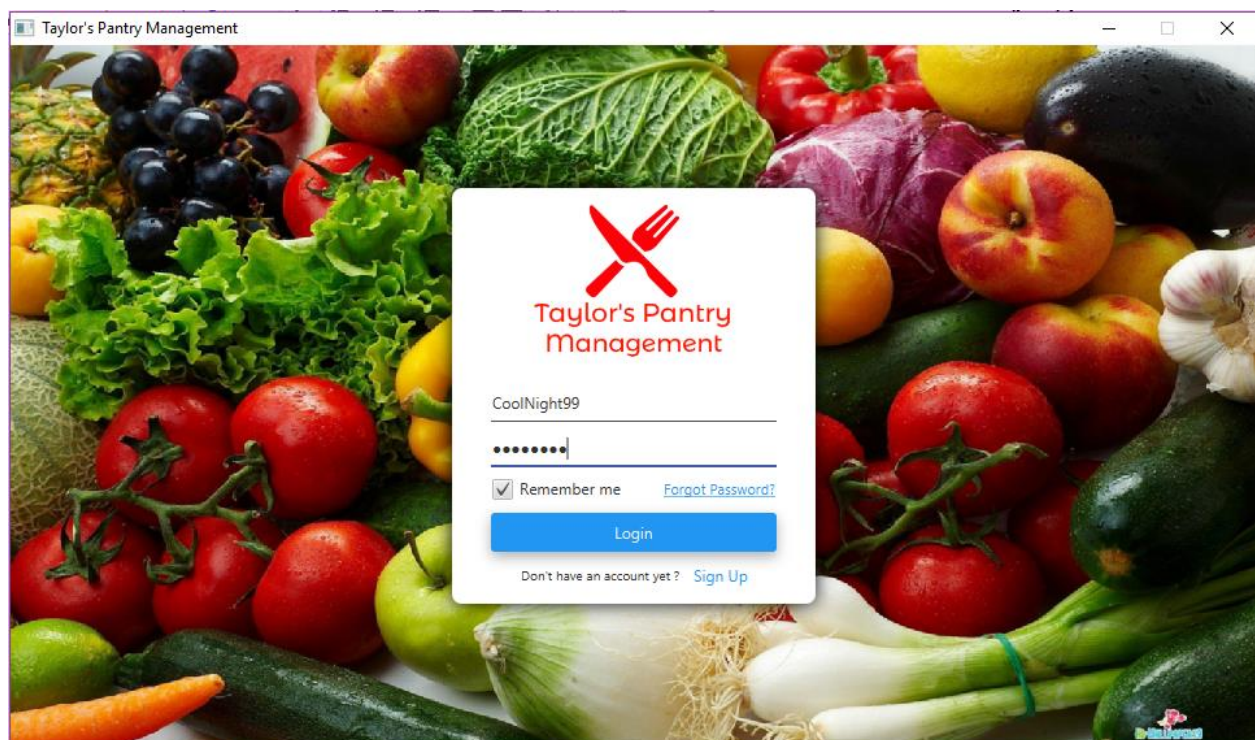 Taylor's Pantry Management
Taylor's Pantry
Management
CoolNight99
••••••••
Remember me Forgot Password?
Login
Don't have an account yet ? Sign Up